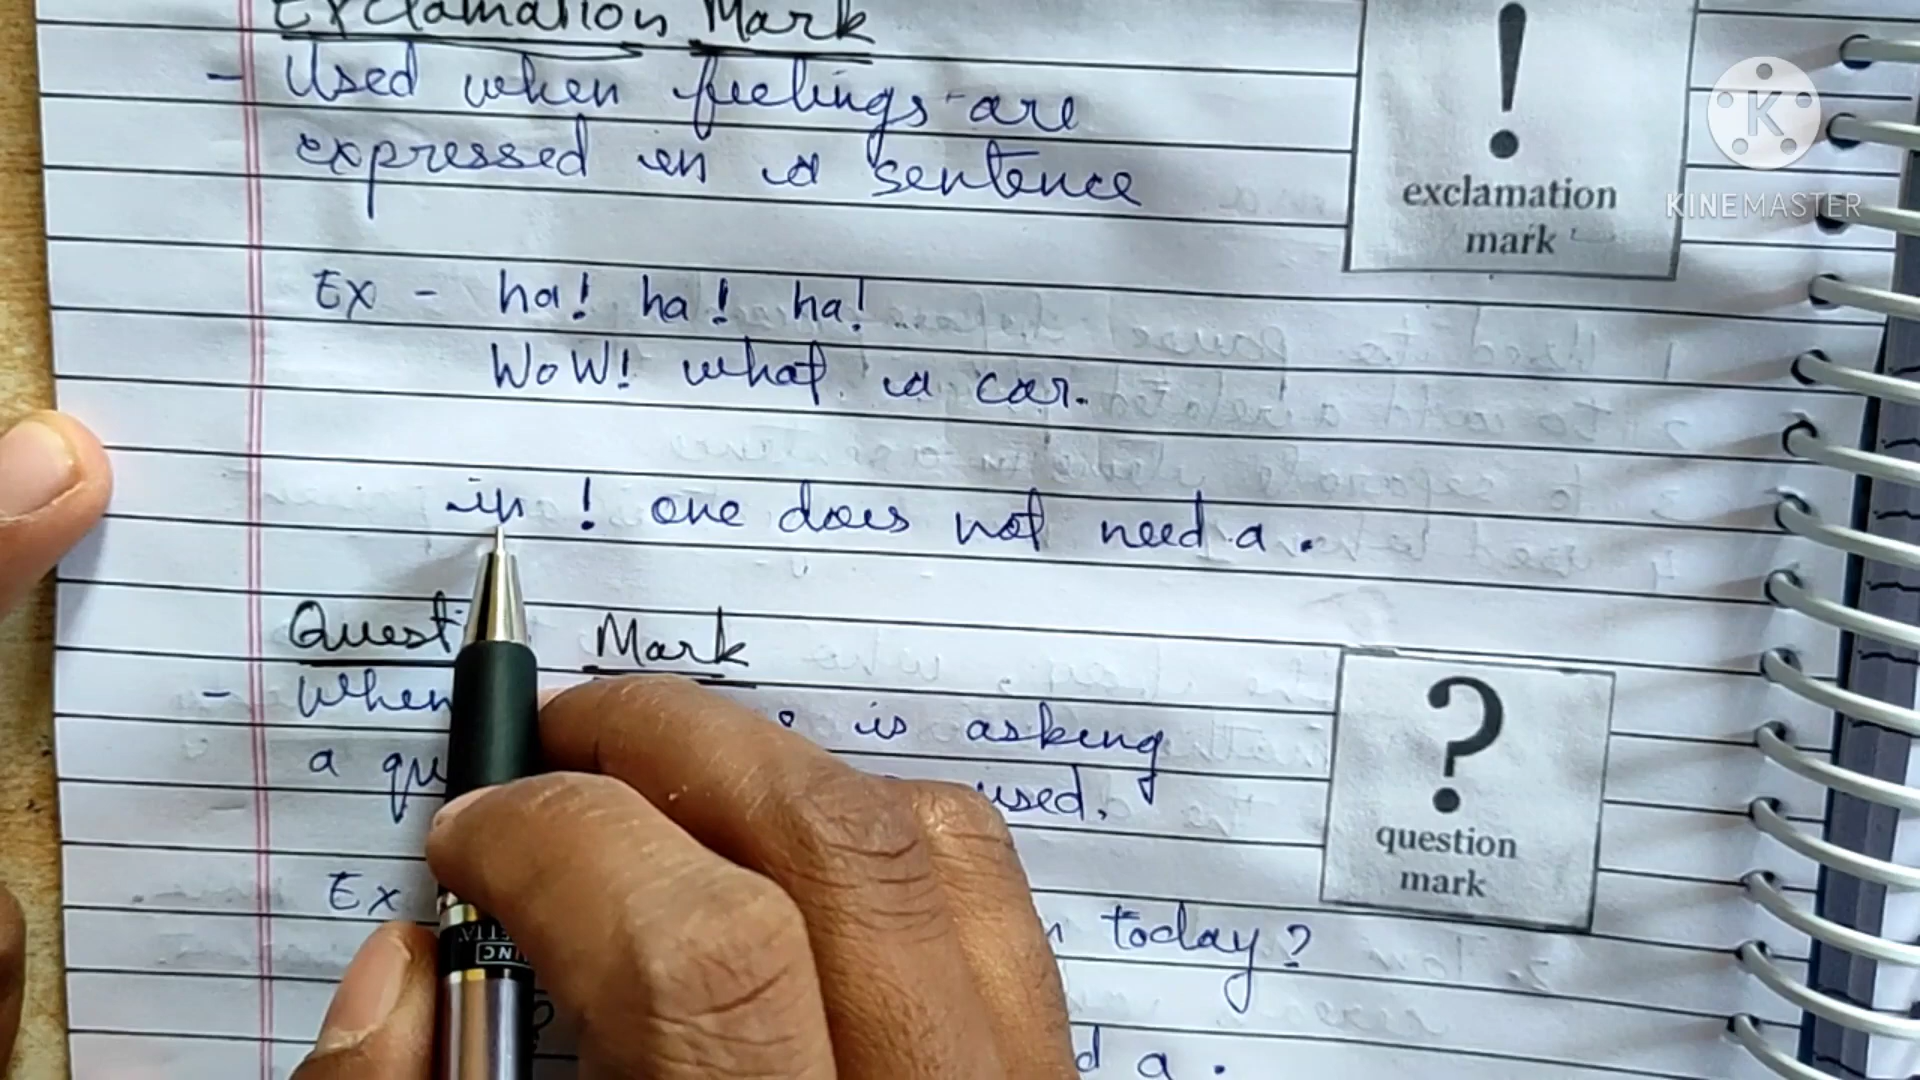 Exclamation Mark
- Used when feelings are
expressed in a sentence
Ex - ha! ha! ha!
WoW! what a car.
in ! one does not need a .
Mark
- When is asking
a used.
Ex today?
a .
!
exclamation
mark
?
question
mark
K
KINEMASTER